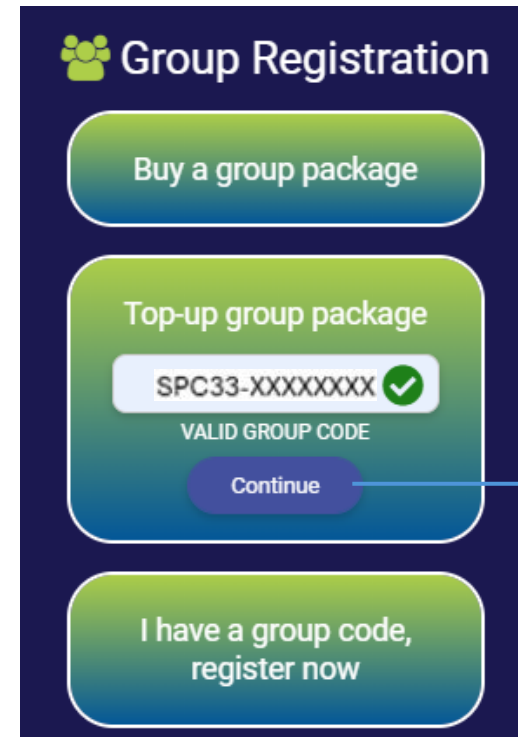 Group Registration
Buy a group package
Top-up group package
SPC33-XXXXXXXX
VALID GROUP CODE
Continue
I have a group code,
register now